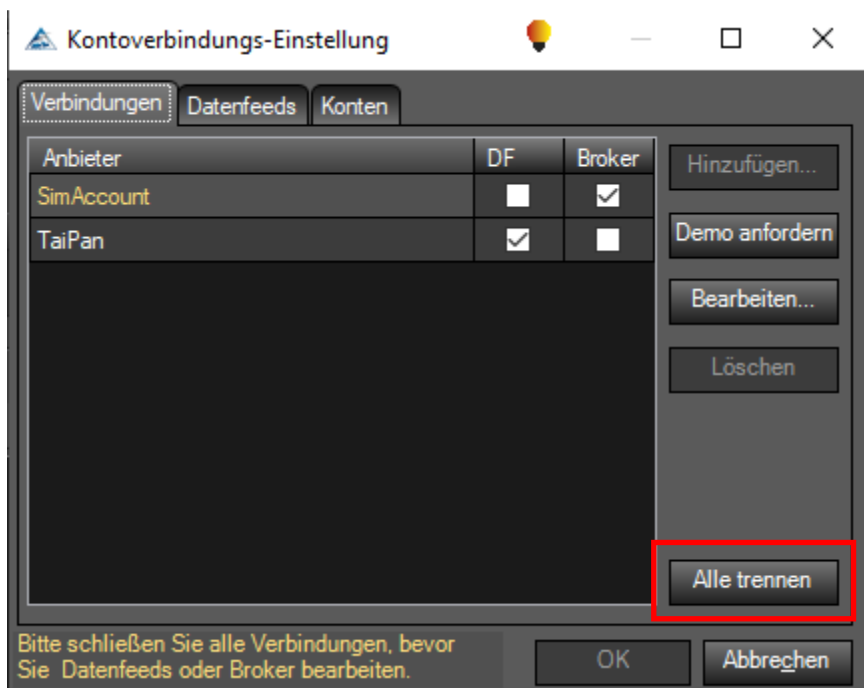 Kontoverbindungs-Einstellung
Verbindungen Datenfeeds Konten
Anbieter DF Broker
Hinzufügen...
SimAccount
TaiPan
Demo anfordern
Bearbeiten...
Löschen
Alle trennen
Bitte schließen Sie alle Verbindungen, bevor
Sie Datenfeeds oder Broker bearbeiten.
OK Abbrechen